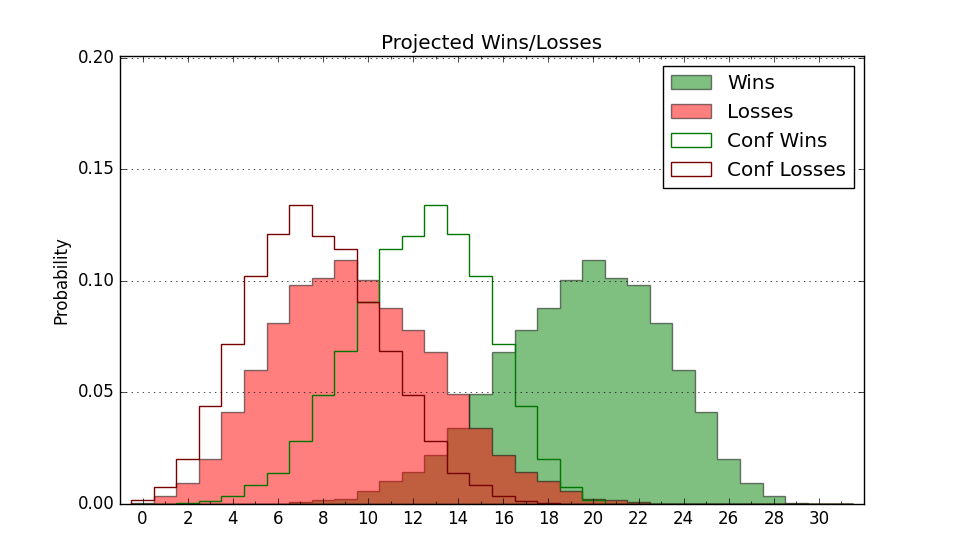 Projected Wins/Losses
0.20
0.15
0.10
0.05
0.00
Probability
Wins
Losses
Conf Wins
Conf Losses
0 2 4 6 8 10 12 14 16 18 20 22 24 26 28 30